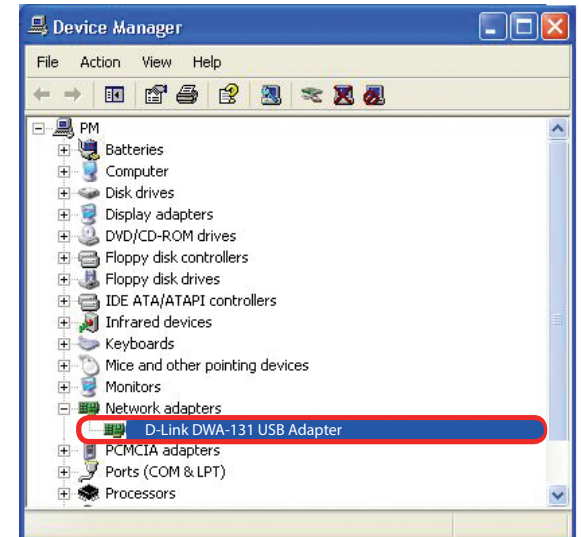 Device Manager
File Action View Help
PM
Batteries
Computer
Disk drives
Display adapters
DVD/CD-ROM drives
Floppy disk controllers
Floppy disk drives
IDE ATA/ATAPI controllers
Infrared devices
Keyboards
Mice and other pointing devices
Monitors
Network adapters
D-Link DWA-131 USB Adapter
PCMCIA adapters
Ports (COM & LPT)
Processors